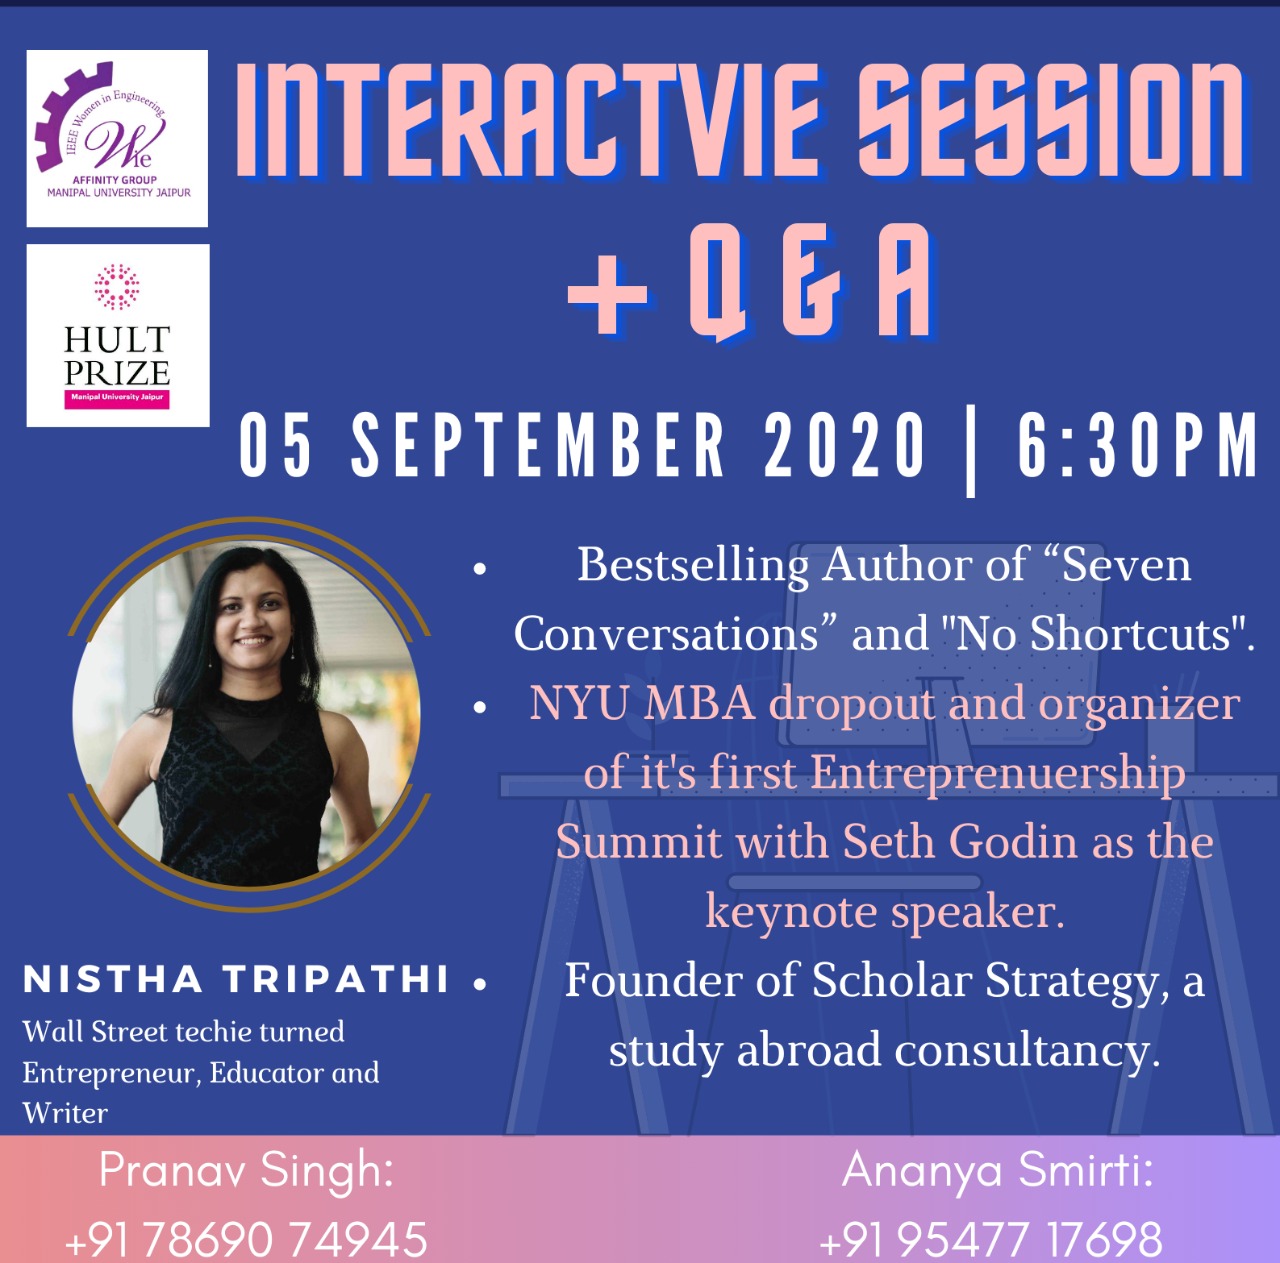 IEEE Women in Engineering
Wie
AFFINITY GROUP
MANIPAL UNIVERSITY JAIPUR
HULT
PRIZE
Manipal University Jaipur
INTERACTVIE SESSION
+ Q & A
05 SEPTEMBER 2020 | 6:30PM
• Bestselling Author of “Seven
Conversations” and "No Shortcuts".
• NYU MBA dropout and organizer
of it's first Entreprenuership
Summit with Seth Godin as the
keynote speaker.
• Founder of Scholar Strategy, a
study abroad consultancy.
NISTHA TRIPATHI
Wall Street techie turned
Entrepreneur, Educator and
Writer
Pranav Singh:
+91 78690 74945
Ananya Smirti:
+91 95477 17698